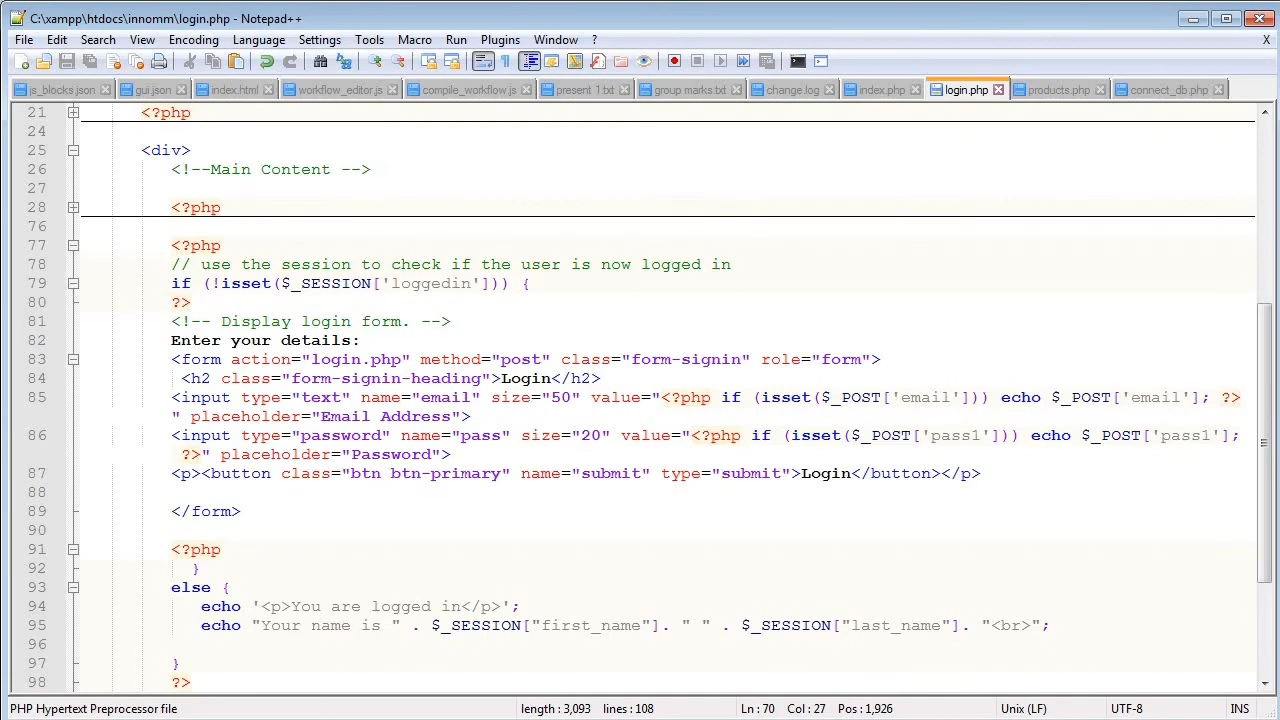 C:\xampp\htdocs\innomm\login.php - Notepad++
File Edit Search View Encoding Language Settings Tools Macro Run Plugins Window ? X
js_blocks.json gui.json index.html workflow_editor.js compile_workflow.js present 1.txt group marks.txt change.log index.php login.php products.php connect_db.php
21 <?php
24
25 <div>
26 <!--Main Content -->
27
28 <?php
76
77 <?php
78 // use the session to check if the user is now logged in
79 if (!isset($_SESSION['loggedin'])) {
80 ?>
81 <!-- Display login form. -->
82 Enter your details:
83 <form action="login.php" method="post" class="form-signin" role="form">
84 <h2 class="form-signin-heading">Login</h2>
85 <input type="text" name="email" size="50" value="<?php if (isset($_POST['email'])) echo $_POST['email']; ?>
" placeholder="Email Address">
86 <input type="password" name="pass" size="20" value="<?php if (isset($_POST['pass1'])) echo $_POST['pass1'];
?>" placeholder="Password">
87 <p><button class="btn btn-primary" name="submit" type="submit">Login</button></p>
88
89 </form>
90
91 <?php
92 }
93 else {
94 echo '<p>You are logged in</p>';
95 echo "Your name is " . $_SESSION["first_name"]. " " . $_SESSION["last_name"]. "<br>";
96
97 }
98 ?>
PHP Hypertext Preprocessor file length : 3,093 lines : 108 Ln : 70 Col : 27 Pos : 1,926 Unix (LF) UTF-8 INS